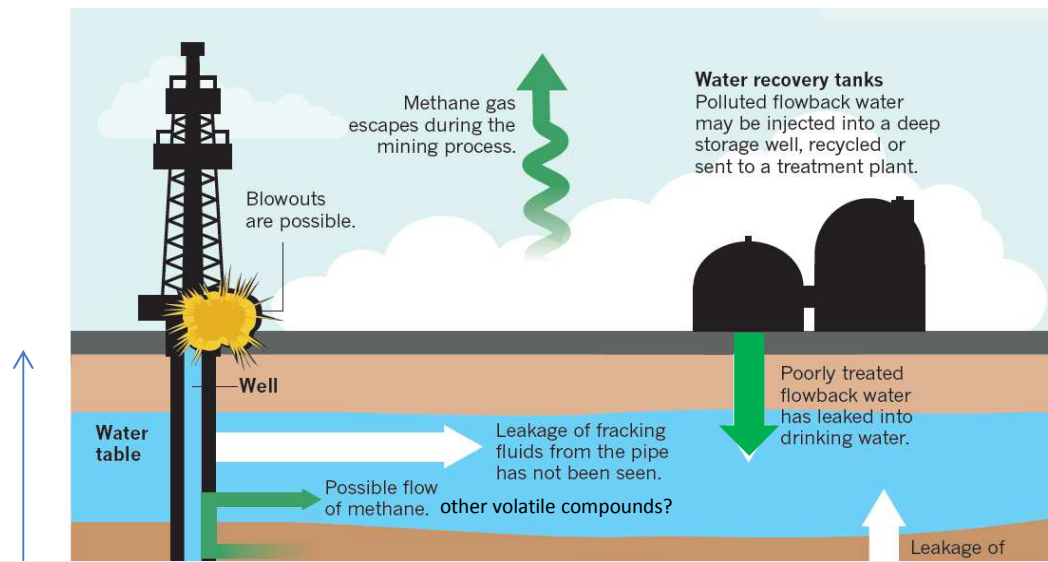 Methane gas
escapes during the
mining process.
Water recovery tanks
Polluted flowback water
may be injected into a deep
storage well, recycled or
sent to a treatment plant.
Blowouts
are possible.
Well
Poorly treated
flowback water
has leaked into
drinking water.
Water
table
Leakage of fracking
fluids from the pipe
has not been seen.
Possible flow
of methane.
other volatile compounds?
Leakage of